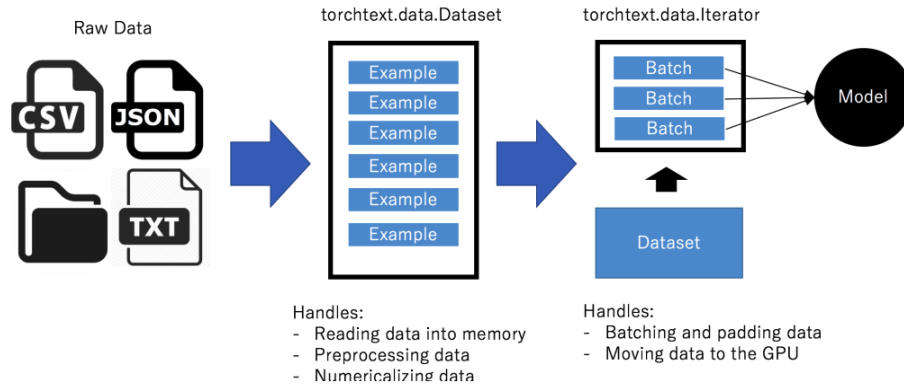 Raw Data
CSV
JSON
TXT
torchtext.data.Dataset
Example
Example
Example
Example
Example
Example
Handles:
- Reading data into memory
- Preprocessing data
- Numericalizing data
torchtext.data.Iterator
Batch
Batch
Batch
Model
Dataset
Handles:
- Batching and padding data
- Moving data to the GPU